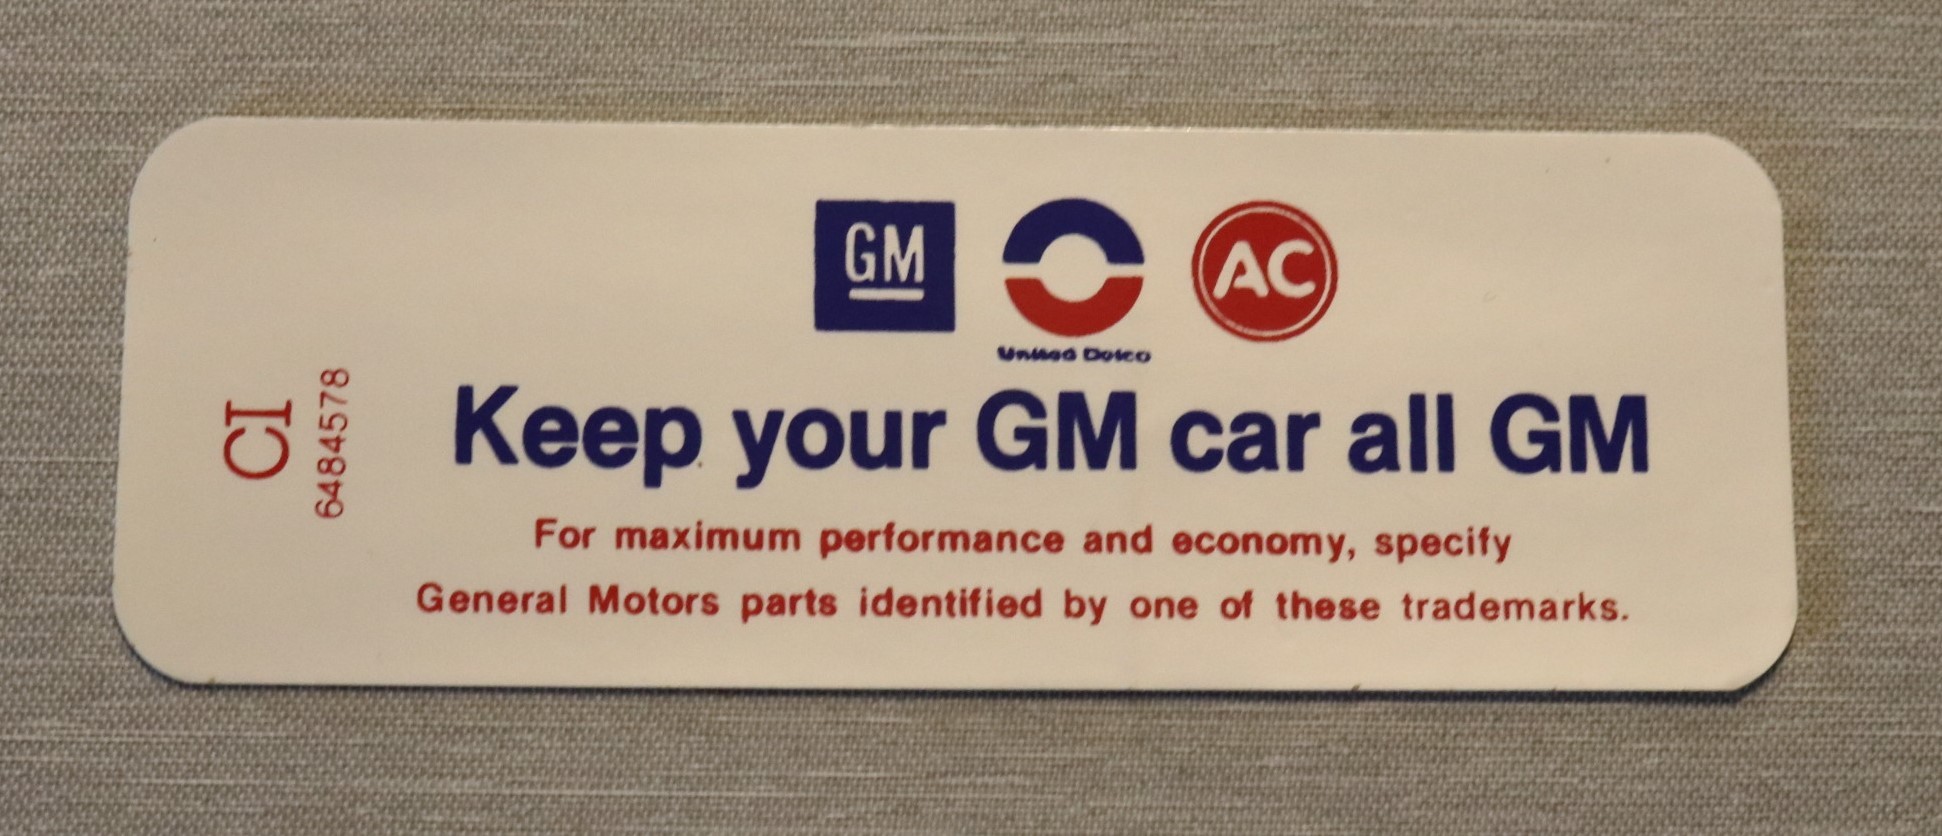 GM
AC
United Delco
CI
6484578
Keep your GM car all GM
For maximum performance and economy, specify
General Motors parts identified by one of these trademarks.